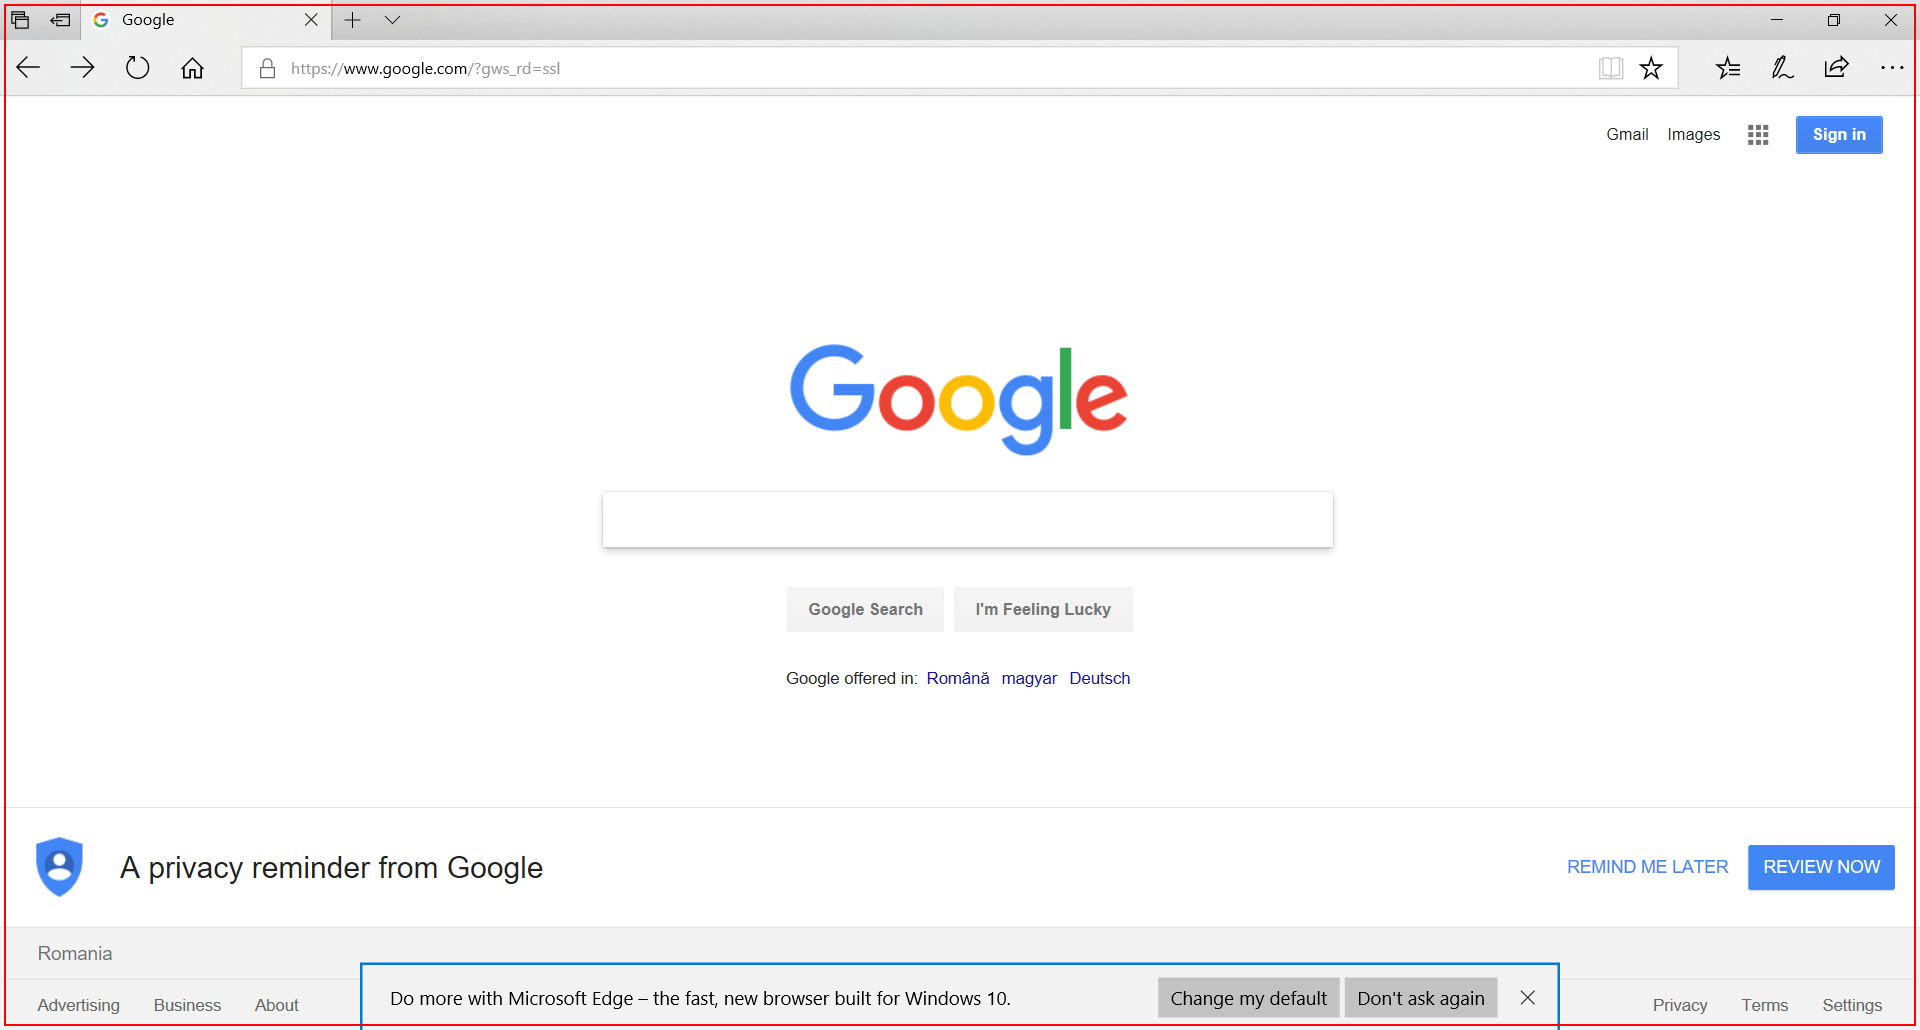 Google
https://www.google.com/?gws_rd=ssl
Gmail Images Sign in
Google
Google Search I'm Feeling Lucky
Google offered in: Română magyar Deutsch
A privacy reminder from Google REMIND ME LATER REVIEW NOW
Romania
Do more with Microsoft Edge – the fast, new browser built for Windows 10. Change my default Don't ask again
Advertising Business About Privacy Terms Settings